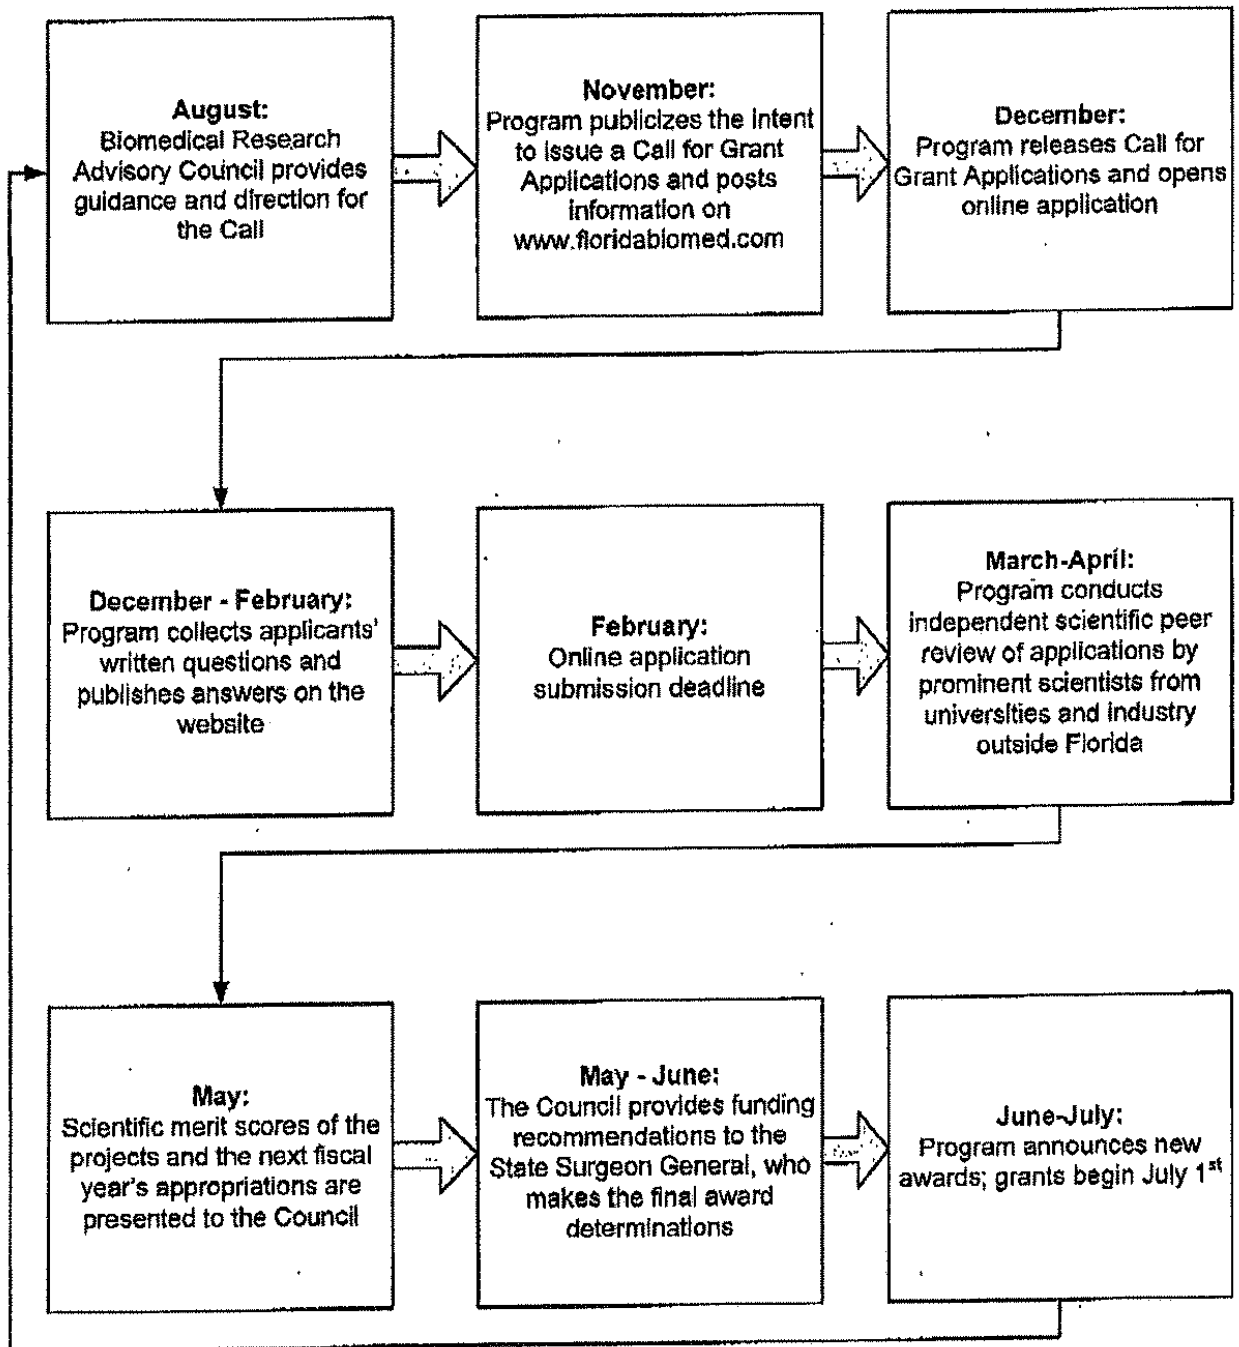 August:
Biomedical Research
Advisory Council provides
guidance and direction for
the Call
November:
Program publicizes the intent
to issue a Call for Grant
Applications and posts
information on
www.floridabiomed.com
December:
Program releases Call for
Grant Applications and opens
online application
December - February:
Program collects applicants'
written questions and
publishes answers on the
website
February:
Online application
submission deadline
March-April:
Program conducts
independent scientific peer
review of applications by
prominent scientists from
universities and industry
outside Florida
May:
Scientific merit scores of the
projects and the next fiscal
year's appropriations are
presented to the Council
May - June:
The Council provides funding
recommendations to the
State Surgeon General, who
makes the final award
determinations
June-July:
Program announces new
awards; grants begin July 1st